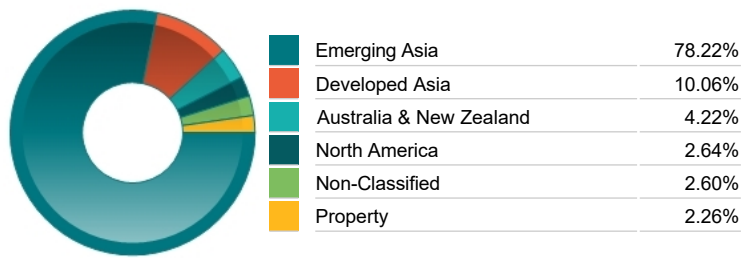 Emerging Asia 78.22%
Developed Asia 10.06%
Australia & New Zealand 4.22%
North America 2.64%
Non-Classified 2.60%
Property 2.26%